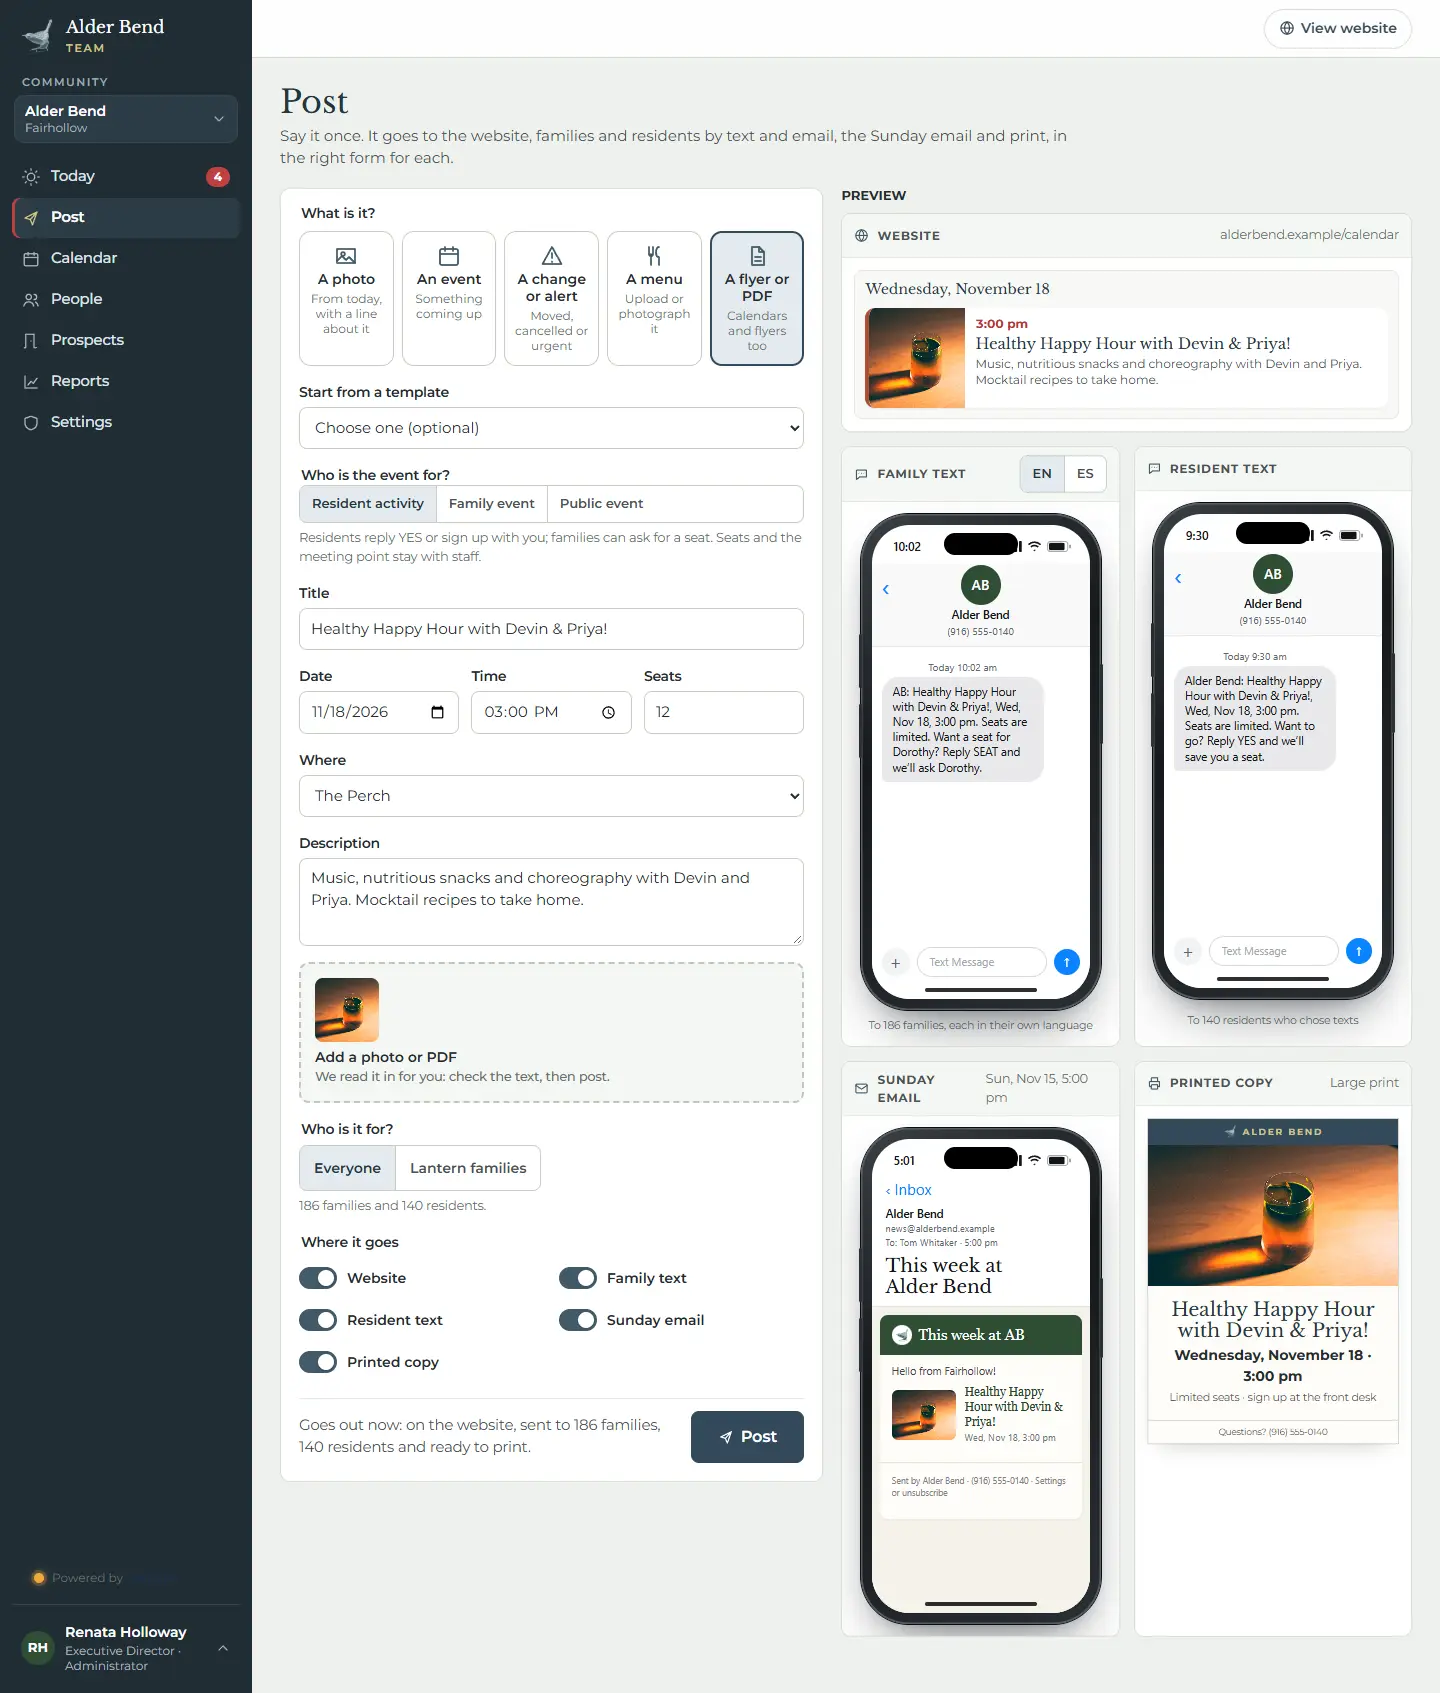 Alder Bend
TEAM
COMMUNITY
Alder Bend
Fairhollow
Today
4
Post
Calendar
People
Prospects
Reports
Settings
Powered by
RH
Renata Holloway
Executive Director ·
Administrator
View website
Post
Say it once. It goes to the website, families and residents by text and email, the Sunday email and print, in
the right form for each.
What is it?
A photo
From today,
with a line
about it
An event
Something
coming up
A change
or alert
Moved,
cancelled or
urgent
A menu
Upload or
photograph
it
A flyer or
PDF
Calendars
and flyers
too
Start from a template
Choose one (optional)
Who is the event for?
Resident activity
Family event
Public event
Residents reply YES or sign up with you; families can ask for a seat. Seats and the
meeting point stay with staff.
Title
Healthy Happy Hour with Devin & Priya!
Date
Time
Seats
11/18/2026
03:00 PM
12
Where
The Perch
Description
Music, nutritious snacks and choreography with Devin and
Priya. Mocktail recipes to take home.
Add a photo or PDF
We read it in for you: check the text, then post.
Who is it for?
Everyone
Lantern families
186 families and 140 residents.
Where it goes
Website
Family text
Resident text
Sunday email
Printed copy
Goes out now: on the website, sent to 186 families,
140 residents and ready to print.
Post
PREVIEW
WEBSITE
alderbend.example/calendar
Wednesday, November 18
3:00 pm
Healthy Happy Hour with Devin & Priya!
Music, nutritious snacks and choreography with Devin and Priya.
Mocktail recipes to take home.
FAMILY TEXT
EN
ES
10:02
AB
Alder Bend
(916) 555-0140
Today 10:02 am
AB: Healthy Happy Hour
with Devin & Priya!, Wed,
Nov 18, 3:00 pm. Seats are
limited. Want a seat for
Dorothy? Reply SEAT and
we'll ask Dorothy.
Text Message
To 186 families, each in their own language
RESIDENT TEXT
9:30
AB
Alder Bend
(916) 555-0140
Today 9:30 am
Alder Bend: Healthy Happy
Hour with Devin & Priya!,
Wed, Nov 18, 3:00 pm.
Seats are limited. Want to
go? Reply YES and we'll
save you a seat.
Text Message
To 140 residents who chose texts
SUNDAY
EMAIL
Sun, Nov 15, 5:00
pm
5:01
‹ Inbox
Alder Bend
news@alderbend.example
To: Tom Whitaker · 5:00 pm
This week at
Alder Bend
This week at AB
Hello from Fairhollow!
Healthy Happy
Hour with Devin &
Priya!
Wed, Nov 18, 3:00 pm
Sent by Alder Bend · (916) 555-0140 · Settings
or unsubscribe
PRINTED COPY
Large print
ALDER BEND
Healthy Happy Hour
with Devin & Priya!
Wednesday, November 18 ·
3:00 pm
Limited seats · sign up at the front desk
Questions? (916) 555-0140